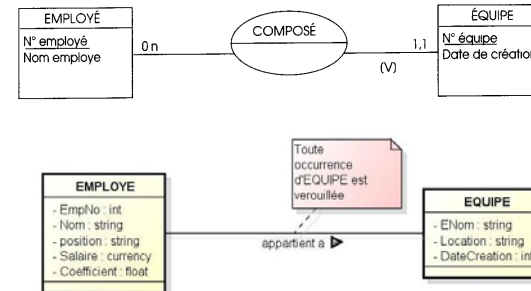 EMPLOYÉ
N° employé
Nom employe
0 n
COMPOSÉ
1,1
(V)
ÉQUIPE
N° équipe
Date de création
Toute
occurrence
d'EQUIPE est
verouillée
EMPLOYE
- EmpNo : int
- Nom : string
- position : string
- Salaire : currency
- Coefficient : float
appartient a
EQUIPE
- ENom : string
- Location : string
- DateCreation : int